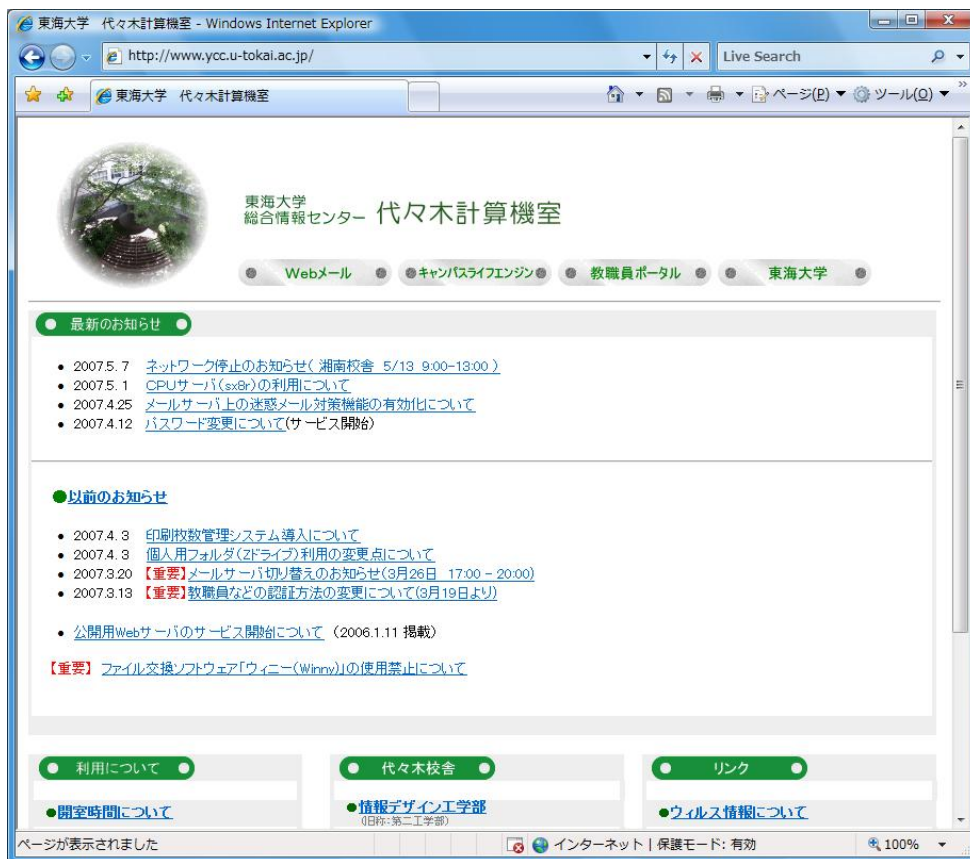 東海大学　代々木計算機室 - Windows Internet Explorer
http://www.ycc.u-tokai.ac.jp/
Live Search
東海大学　代々木計算機室
ページ(P)
ツール(O)
東海大学
総合情報センター 代々木計算機室
Webメール
キャンパスライフエンジン
教職員ポータル
東海大学
最新のお知らせ
• 2007.5. 7 ネットワーク停止のお知らせ( 湘南校舎 5/13 9:00-13:00 )
• 2007.5. 1 CPUサーバ(sx8r)の利用について
• 2007.4.25 メールサーバ上の迷惑メール対策機能の有効化について
• 2007.4.12 パスワード変更について(サービス開始)
●以前のお知らせ
• 2007.4. 3 印刷枚数管理システム導入について
• 2007.4. 3 個人用フォルダ(Zドライブ)利用の変更点について
• 2007.3.20 【重要】メールサーバ切り替えのお知らせ(3月26日 17:00 - 20:00)
• 2007.3.13 【重要】教職員などの認証方法の変更について(3月19日より)
• 公開用Webサーバのサービス開始について （2006.1.11 掲載）
【重要】 ファイル交換ソフトウェア「ウィニー(Winny)」の使用禁止について
利用について
代々木校舎
リンク
●開室時間について
●情報デザイン工学部
(旧称:第二工学部)
●ウィルス情報について
ページが表示されました
インターネット | 保護モード: 有効
100%